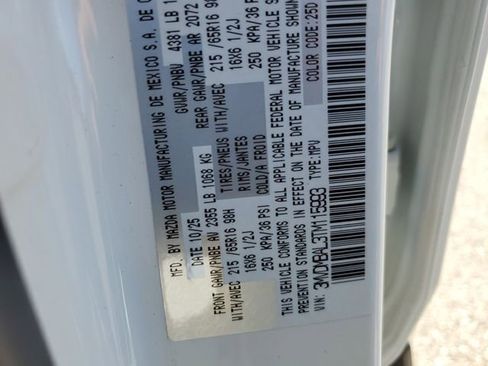 MFD. BY MAZDA MOTOR MANUFACTURING DE MEXICO S.A. DE C
DATE: 10/25 GVWR/PNBV 4381 LB 1
FRONT GAWR/PNBE AV 2355 LB 1068 KG REAR GAWR/PNBE AR 2072
WITH/AVEC 215 /65R16 98H TIRES/PNEUS WITH/AVEC 215 /65R16 98
16X6 1/2J RIMS/JANTES 16X6 1/2J
250 KPA/36 PSI COLD/A FROID 250 KPA/36 P
THIS VEHICLE CONFORMS TO ALL APPLICABLE FEDERAL MOTOR VEHICLE S
PREVENTION STANDARDS IN EFFECT ON THE DATE OF MANUFACTURE SHOWN
VIN: TYPE: MPV COLOR CODE: 25D